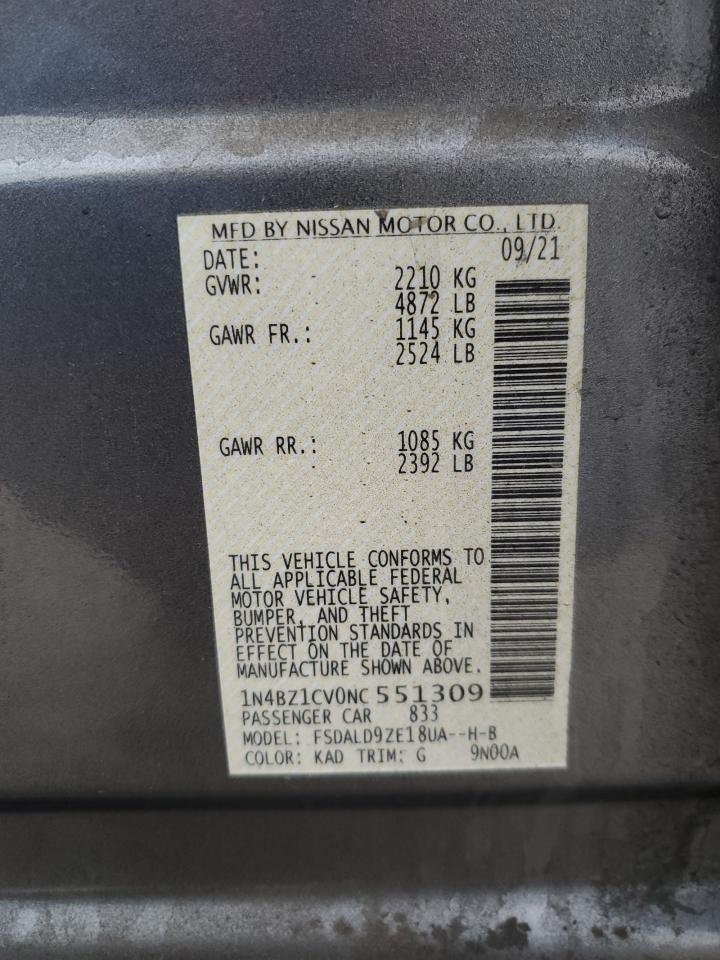 MFD BY NISSAN MOTOR CO., LTD.
DATE: 09/21
GVWR: 2210 KG
4872 LB
GAWR FR.: 1145 KG
2524 LB
GAWR RR.: 1085 KG
2392 LB
THIS VEHICLE CONFORMS TO
ALL APPLICABLE FEDERAL
MOTOR VEHICLE SAFETY,
BUMPER, AND THEFT
PREVENTION STANDARDS IN
EFFECT ON THE DATE OF
MANUFACTURE SHOWN ABOVE.
1N4BZ1CV0NC 551309
PASSENGER CAR 833
MODEL: FSDALD9ZE18UA--H-B
COLOR: KAD TRIM: G 9N00A